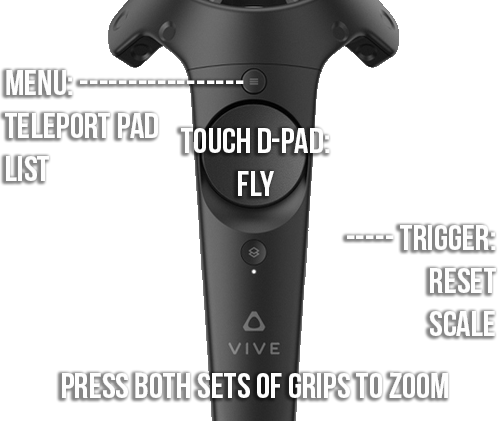 MENU: -----------------
TELEPORT PAD
LIST
TOUCH D-PAD:
FLY
----- TRIGGER:
RESET
SCALE
VIVE
PRESS BOTH SETS OF GRIPS TO ZOOM